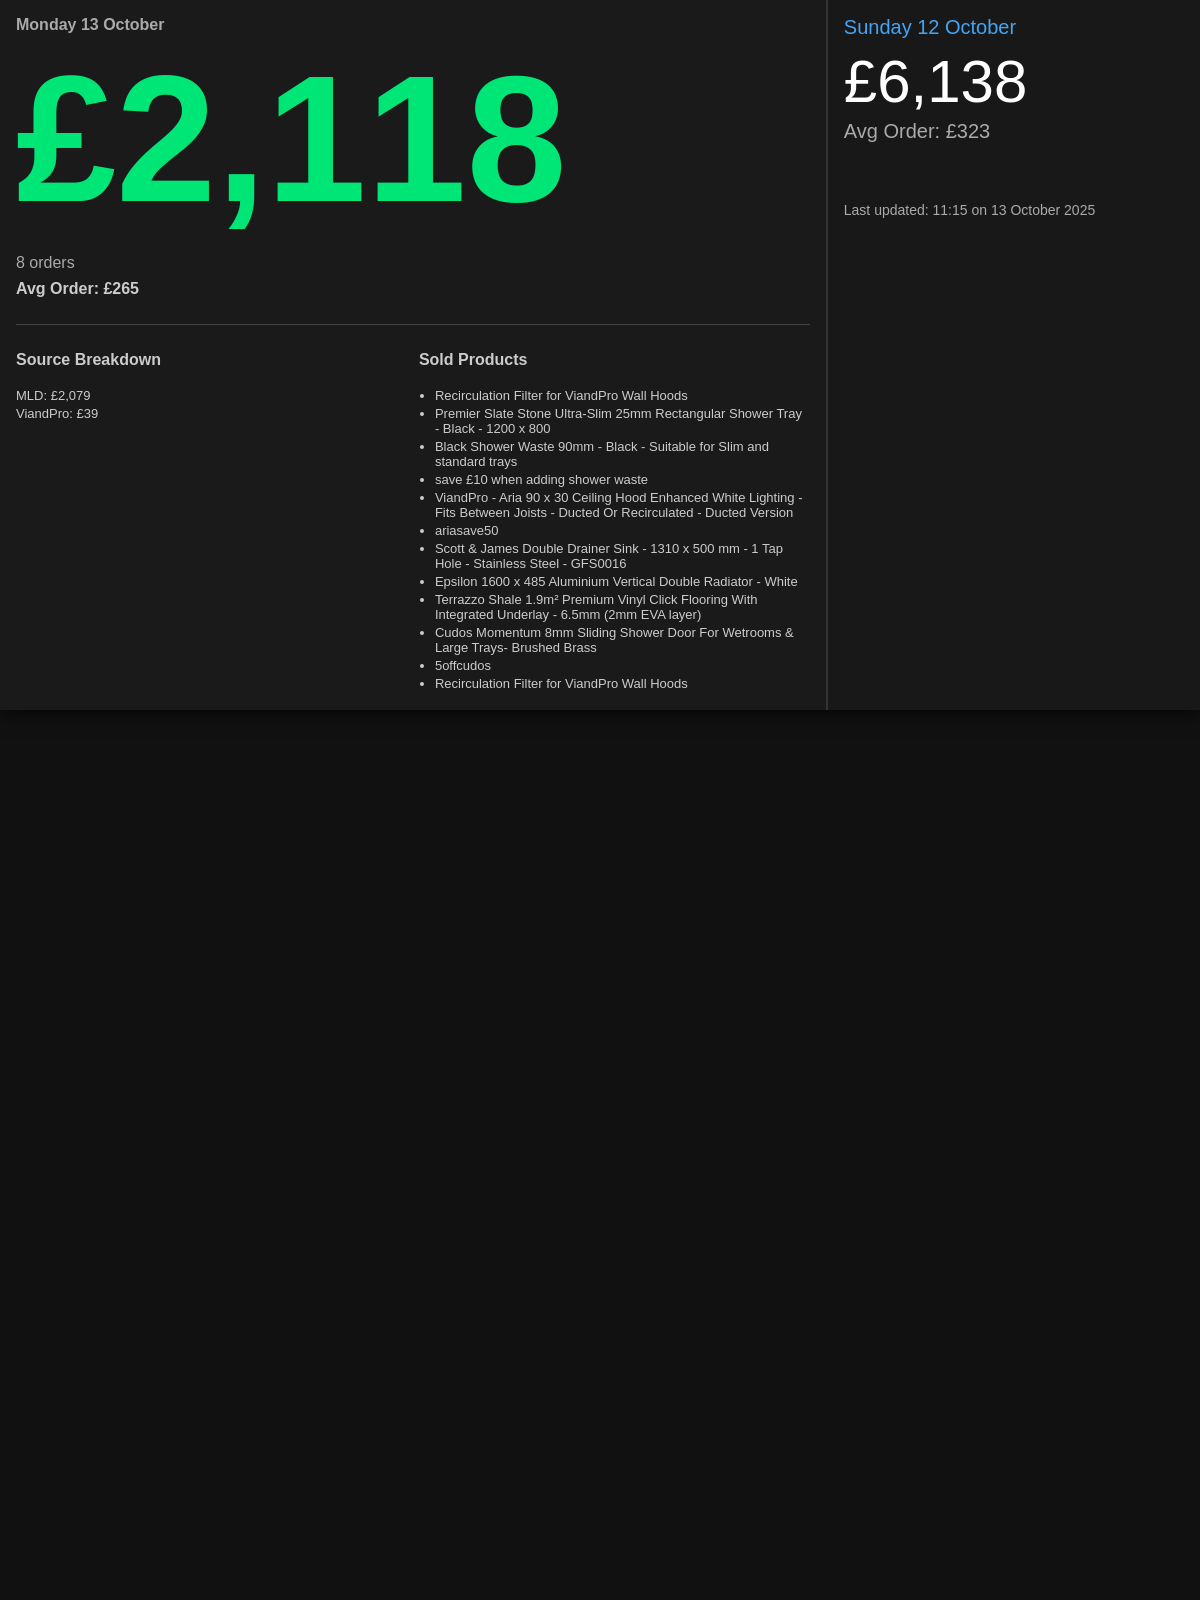 Monday 13 October
£2,118
8 orders
Avg Order: £265
Source Breakdown
MLD: £2,079
ViandPro: £39
Sold Products
• Recirculation Filter for ViandPro Wall Hoods
• Premier Slate Stone Ultra-Slim 25mm Rectangular Shower Tray
- Black - 1200 x 800
• Black Shower Waste 90mm - Black - Suitable for Slim and
standard trays
• save £10 when adding shower waste
• ViandPro - Aria 90 x 30 Ceiling Hood Enhanced White Lighting -
Fits Between Joists - Ducted Or Recirculated - Ducted Version
• ariasave50
• Scott & James Double Drainer Sink - 1310 x 500 mm - 1 Tap
Hole - Stainless Steel - GFS0016
• Epsilon 1600 x 485 Aluminium Vertical Double Radiator - White
• Terrazzo Shale 1.9m² Premium Vinyl Click Flooring With
Integrated Underlay - 6.5mm (2mm EVA layer)
• Cudos Momentum 8mm Sliding Shower Door For Wetrooms &
Large Trays- Brushed Brass
• 5offcudos
• Recirculation Filter for ViandPro Wall Hoods
Sunday 12 October
£6,138
Avg Order: £323
Last updated: 11:15 on 13 October 2025